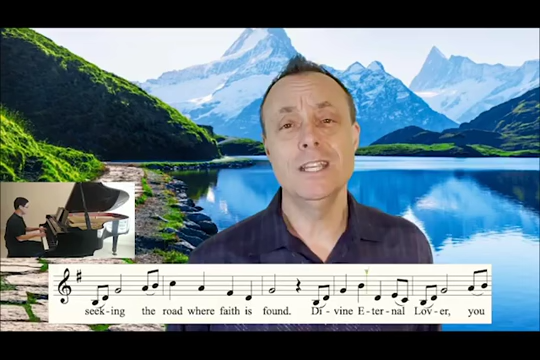 seek-ing the road where faith is found. Di-vine E-ter-nal Lov-er, you